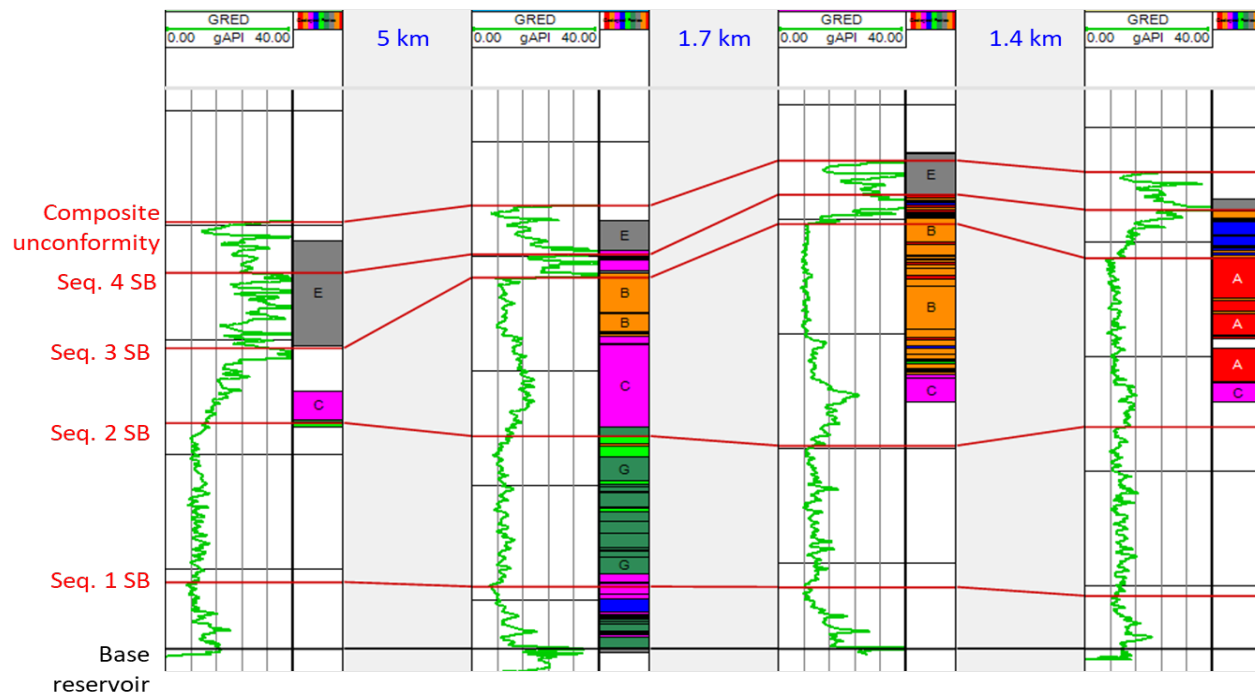 GRED
0.00 gAPI 40.00
5 km
GRED
0.00 gAPI 40.00
1.7 km
GRED
0.00 gAPI 40.00
1.4 km
GRED
0.00 gAPI 40.00
Composite
unconformity
Seq. 4 SB
Seq. 3 SB
Seq. 2 SB
Seq. 1 SB
Base
reservoir
E
C
E
B
B
C
G
G
E
B
B
C
A
A
A
C